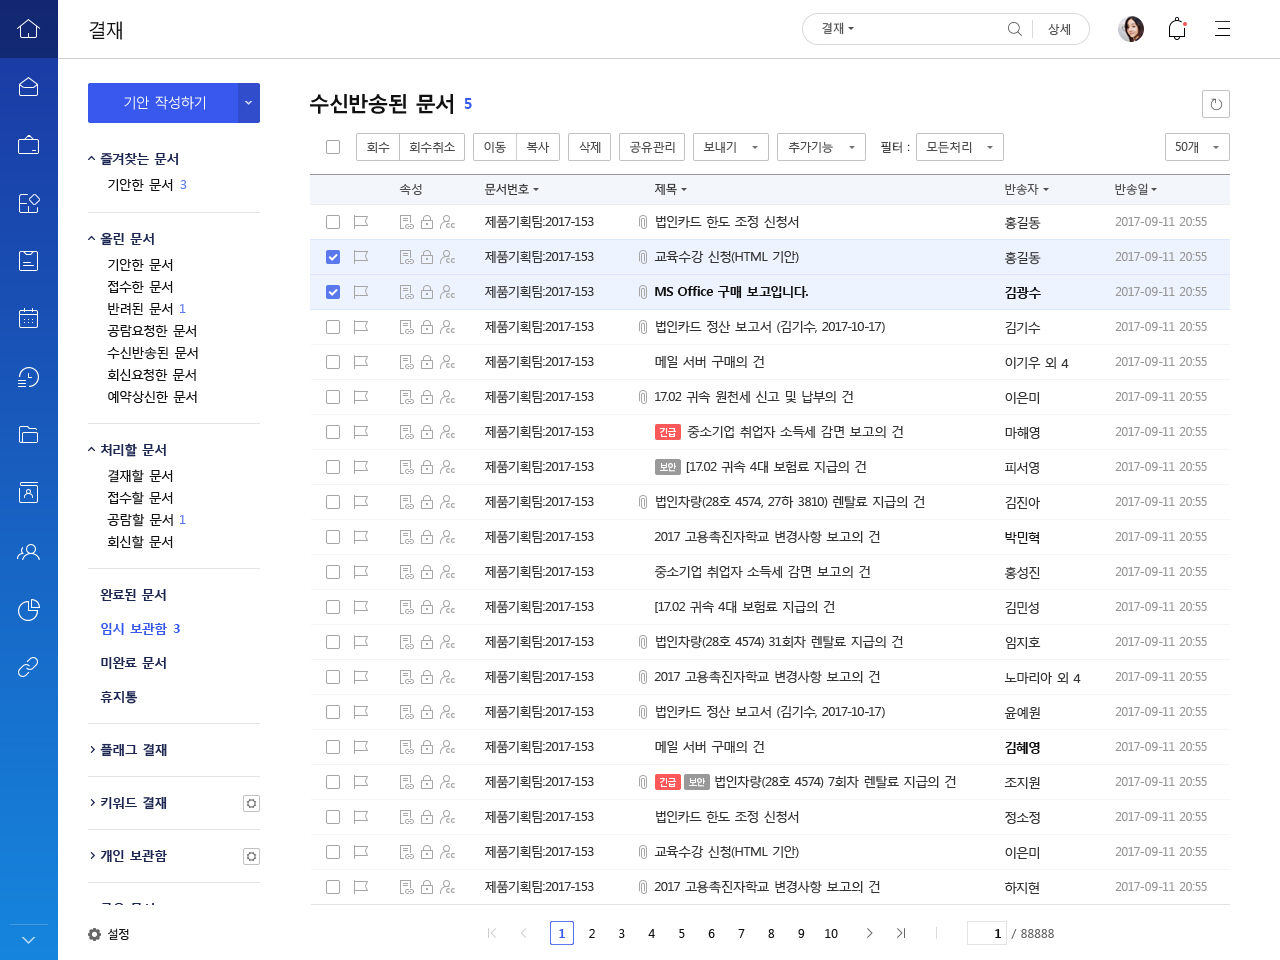 결재
결재
상세
기안 작성하기
즐겨찾는 문서
기안한 문서 3
올린 문서
기안한 문서
접수한 문서
반려된 문서 1
공람요청한 문서
수신반송된 문서
회신요청한 문서
예약상신한 문서
처리할 문서
결재할 문서
접수할 문서
공람할 문서 1
회신할 문서
완료된 문서
임시 보관함 3
미완료 문서
휴지통
플래그 결재
키워드 결재
개인 보관함
설정
수신반송된 문서 5
회수 회수취소 이동 복사 삭제 공유관리 보내기 추가기능 필터 : 모든처리 50개
속성 문서번호 제목 반송자 반송일
제품기획팀:2017-153 법인카드 한도 조정 신청서 홍길동 2017-09-11 20:55
제품기획팀:2017-153 교육수강 신청(HTML 기안) 홍길동 2017-09-11 20:55
제품기획팀:2017-153 MS Office 구매 보고입니다. 김광수 2017-09-11 20:55
제품기획팀:2017-153 법인카드 정산 보고서 (김기수, 2017-10-17) 김기수 2017-09-11 20:55
제품기획팀:2017-153 메일 서버 구매의 건 이기우 외 4 2017-09-11 20:55
제품기획팀:2017-153 17.02 귀속 원천세 신고 및 납부의 건 이은미 2017-09-11 20:55
제품기획팀:2017-153 긴급 중소기업 취업자 소득세 감면 보고의 건 마해영 2017-09-11 20:55
제품기획팀:2017-153 보안 [17.02 귀속 4대 보험료 지급의 건 피서영 2017-09-11 20:55
제품기획팀:2017-153 법인차량(28호 4574, 27하 3810) 렌탈료 지급의 건 김진아 2017-09-11 20:55
제품기획팀:2017-153 2017 고용촉진자학교 변경사항 보고의 건 박민혁 2017-09-11 20:55
제품기획팀:2017-153 중소기업 취업자 소득세 감면 보고의 건 홍성진 2017-09-11 20:55
제품기획팀:2017-153 [17.02 귀속 4대 보험료 지급의 건 김민성 2017-09-11 20:55
제품기획팀:2017-153 법인차량(28호 4574) 31회차 렌탈료 지급의 건 임지호 2017-09-11 20:55
제품기획팀:2017-153 2017 고용촉진자학교 변경사항 보고의 건 노마리아 외 4 2017-09-11 20:55
제품기획팀:2017-153 법인카드 정산 보고서 (김기수, 2017-10-17) 윤예원 2017-09-11 20:55
제품기획팀:2017-153 메일 서버 구매의 건 김혜영 2017-09-11 20:55
제품기획팀:2017-153 긴급 보안 법인차량(28호 4574) 7회차 렌탈료 지급의 건 조지원 2017-09-11 20:55
제품기획팀:2017-153 법인카드 한도 조정 신청서 정소정 2017-09-11 20:55
제품기획팀:2017-153 교육수강 신청(HTML 기안) 이은미 2017-09-11 20:55
제품기획팀:2017-153 2017 고용촉진자학교 변경사항 보고의 건 하지현 2017-09-11 20:55
1 2 3 4 5 6 7 8 9 10 1 / 88888